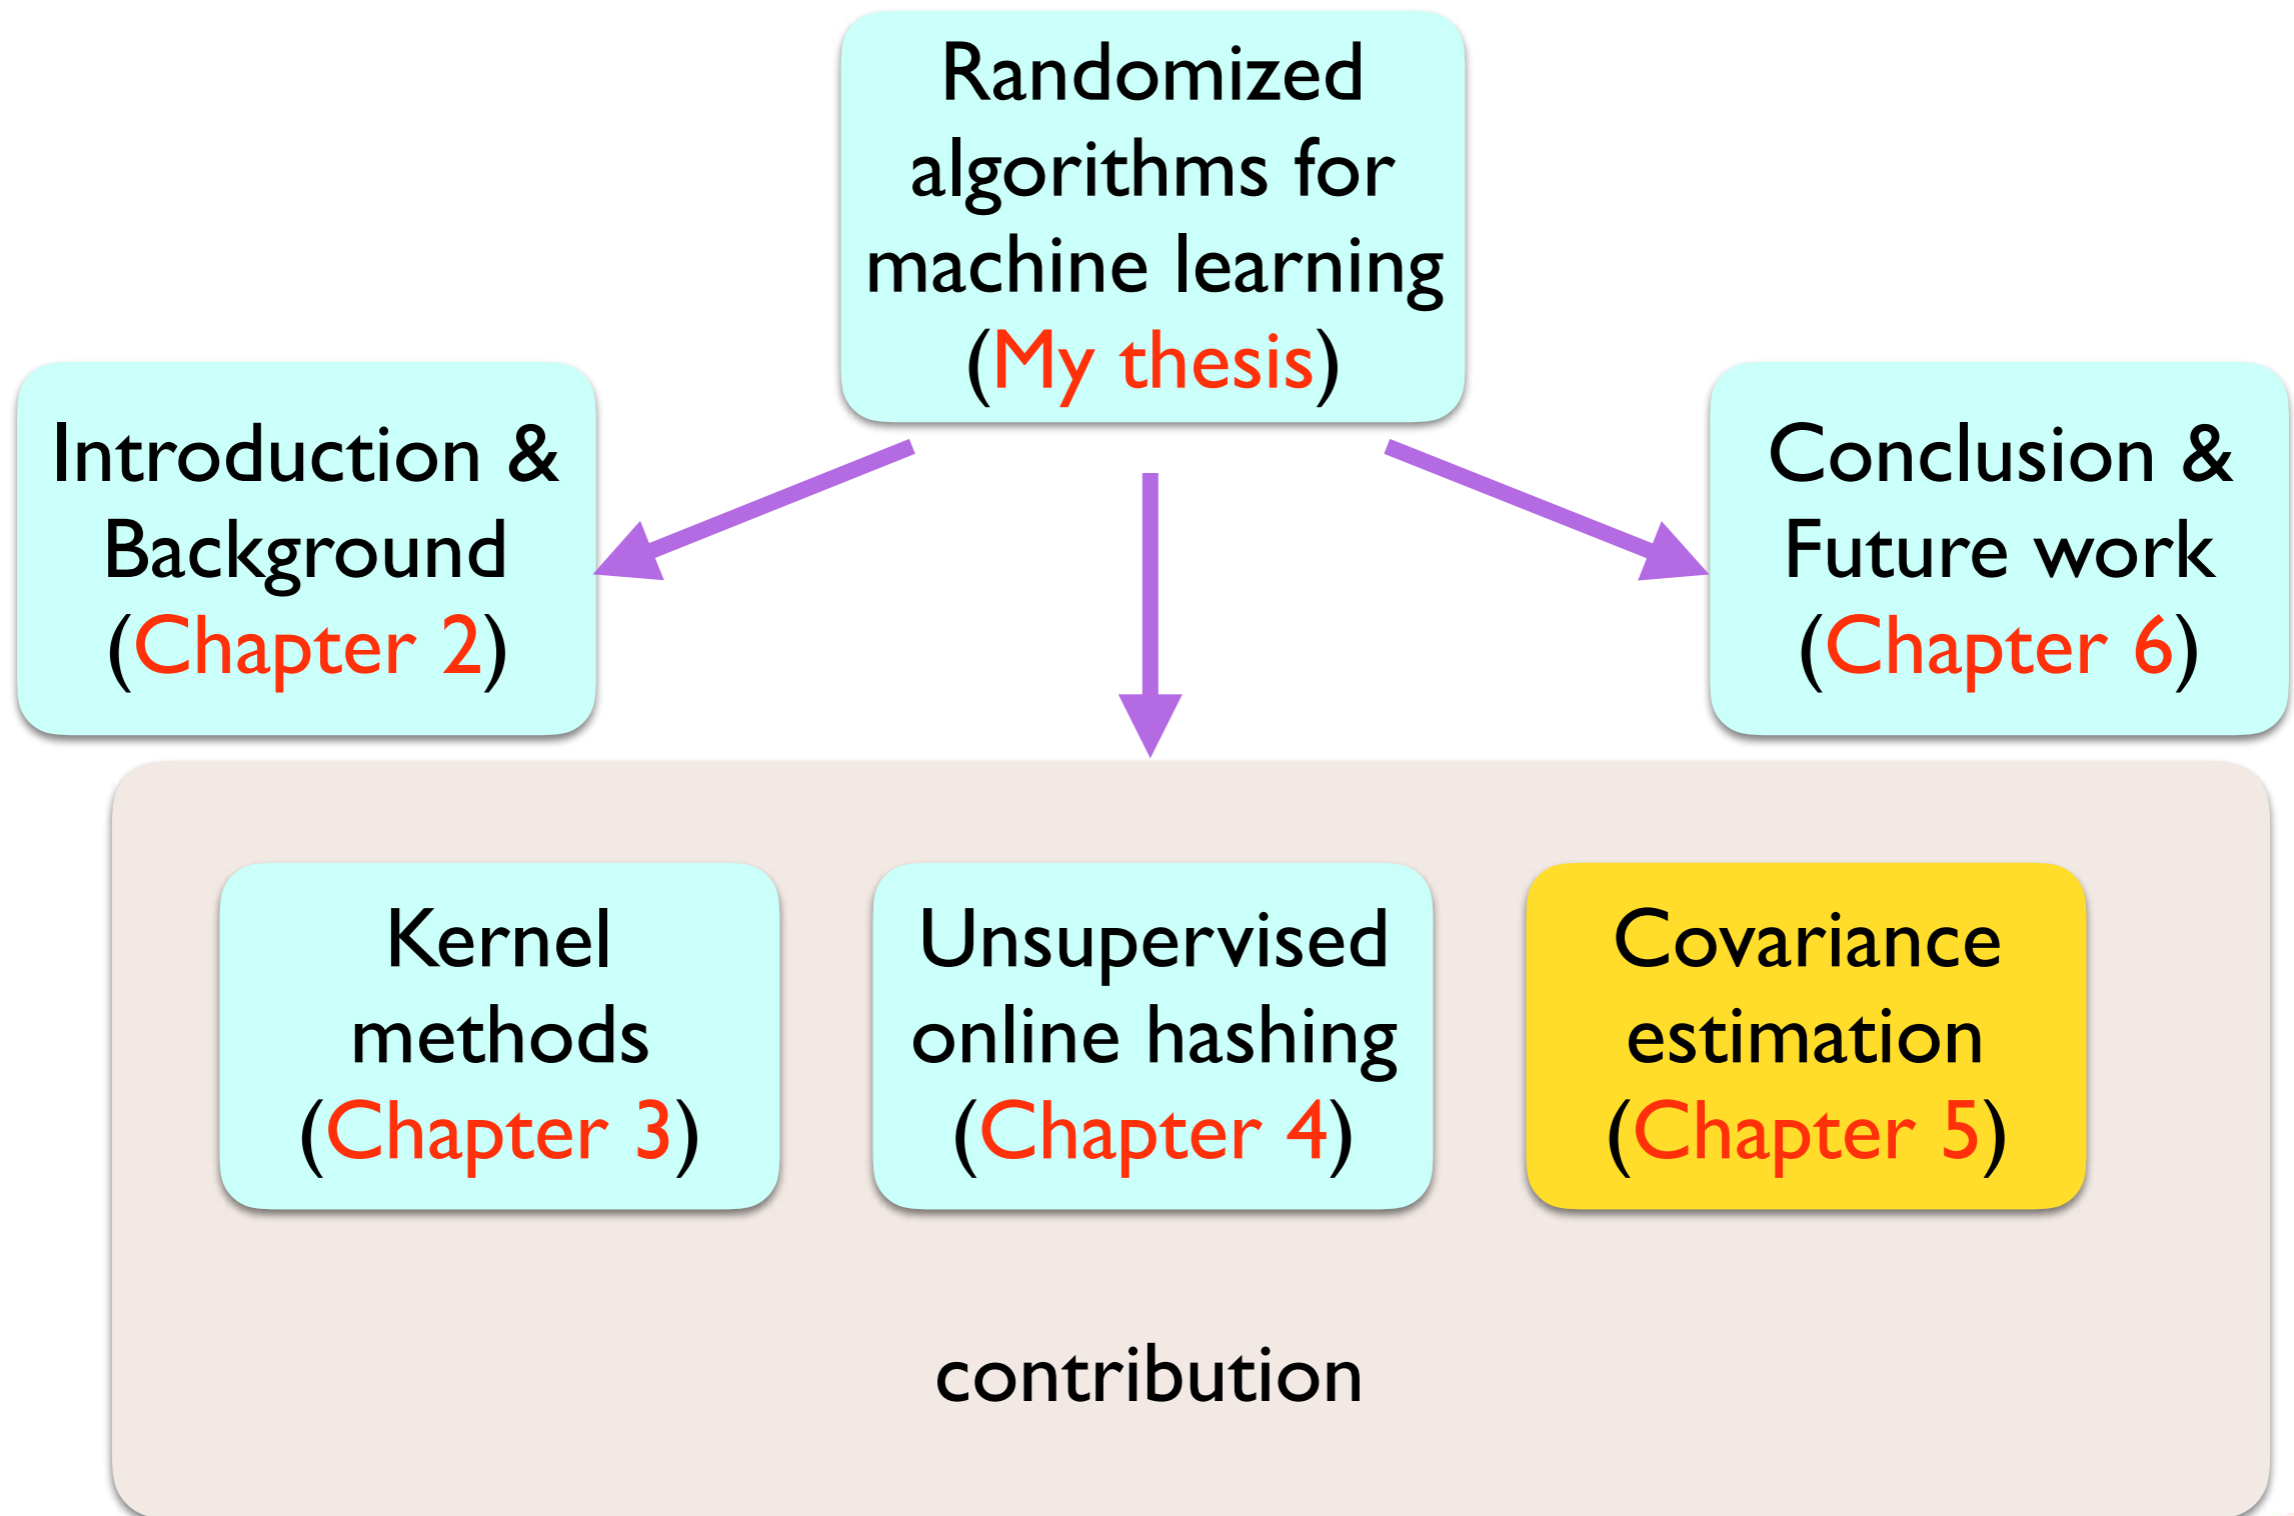 Randomized
algorithms for
machine learning
(My thesis)
Introduction &
Background
(Chapter 2)
Conclusion &
Future work
(Chapter 6)
Kernel
methods
(Chapter 3)
Unsupervised
online hashing
(Chapter 4)
Covariance
estimation
(Chapter 5)
contribution